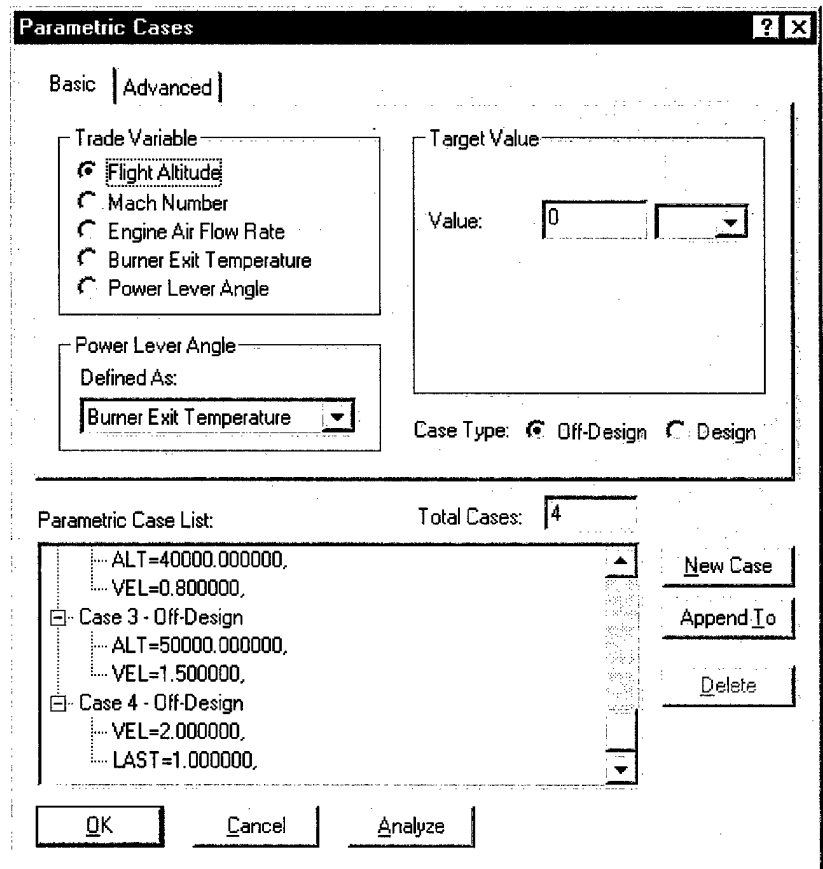 Parametric Cases
Basic
Advanced
Trade Variable
Flight Altitude
Mach Number
Engine Air Flow Rate
Burner Exit Temperature
Power Lever Angle
Target Value
Value: 0
Power Lever Angle
Defined As:
Burner Exit Temperature
Case Type: Off-Design Design
Parametric Case List:
Total Cases: 4
ALT=40000.000000,
VEL=0.800000,
Case 3 - Off-Design
ALT=50000.000000,
VEL=1.500000,
Case 4 - Off-Design
VEL=2.000000,
LAST=1.000000,
New Case
Append To
Delete
OK
Cancel
Analyze